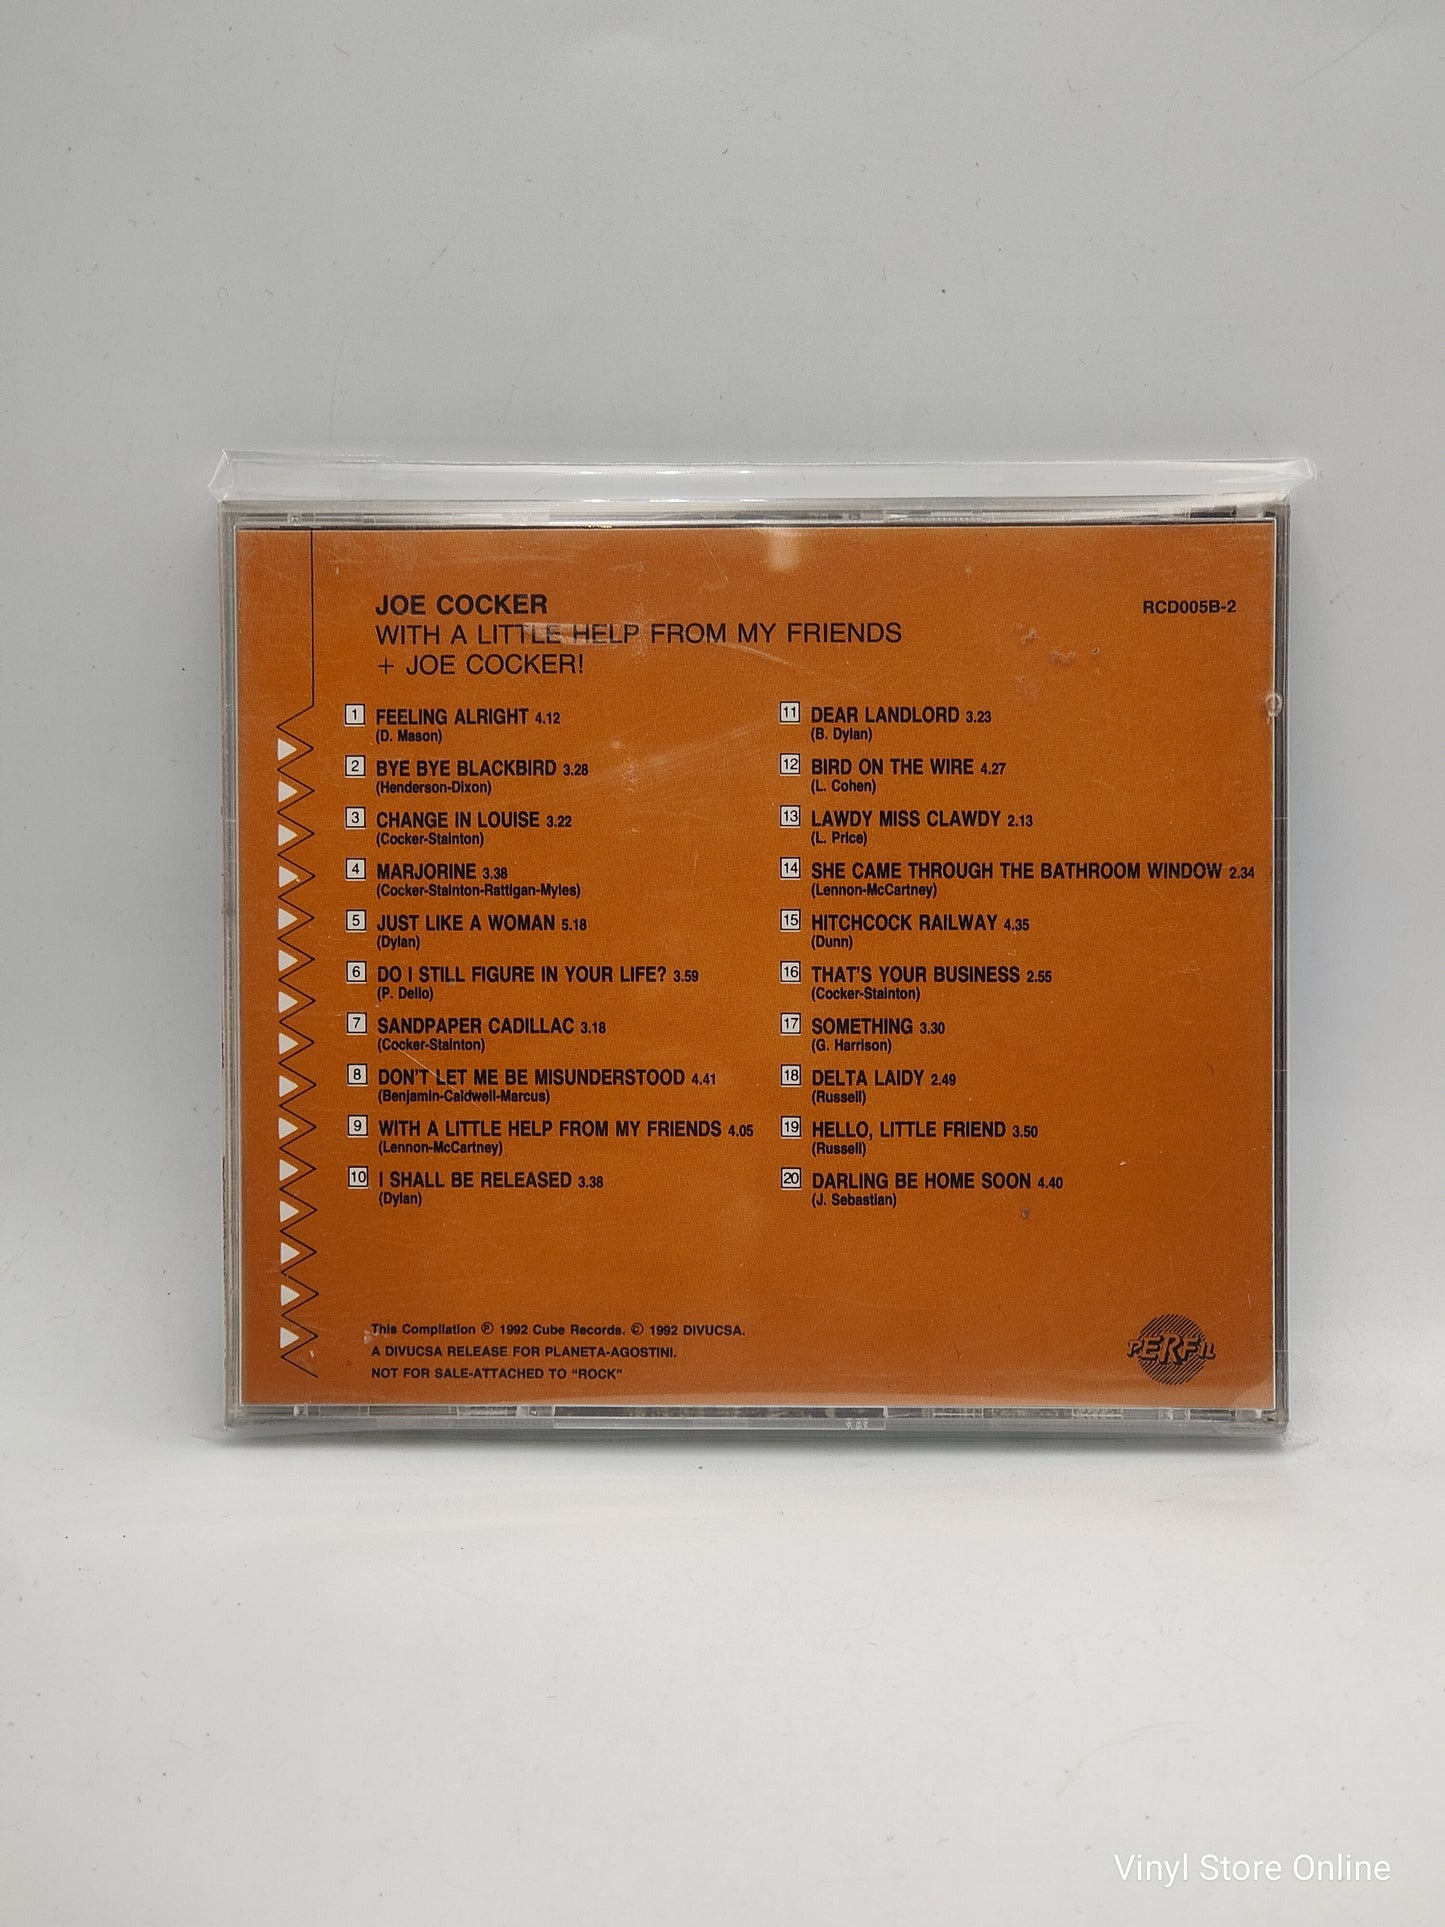 JOE COCKER
WITH A LITTLE HELP FROM MY FRIENDS
+ JOE COCKER!
RCD005B-2
1 FEELING ALRIGHT 4.12
(D. Mason)
2 BYE BYE BLACKBIRD 3.28
(Henderson-Dixon)
3 CHANGE IN LOUISE 3.22
(Cocker-Stainton)
4 MARJORINE 3.38
(Cocker-Stainton-Rattigan-Myles)
5 JUST LIKE A WOMAN 5.18
(Dylan)
6 DO I STILL FIGURE IN YOUR LIFE? 3.59
(P. Dello)
7 SANDPAPER CADILLAC 3.18
(Cocker-Stainton)
8 DON'T LET ME BE MISUNDERSTOOD 4.41
(Benjamin-Caldwell-Marcus)
9 WITH A LITTLE HELP FROM MY FRIENDS 4.05
(Lennon-McCartney)
10 I SHALL BE RELEASED 3.38
(Dylan)
11 DEAR LANDLORD 3.23
(B. Dylan)
12 BIRD ON THE WIRE 4.27
(L. Cohen)
13 LAWDY MISS CLAWDY 2.13
(L. Price)
14 SHE CAME THROUGH THE BATHROOM WINDOW 2.34
(Lennon-McCartney)
15 HITCHCOCK RAILWAY 4.35
(Dunn)
16 THAT'S YOUR BUSINESS 2.55
(Cocker-Stainton)
17 SOMETHING 3.30
(G. Harrison)
18 DELTA LAIDY 2.49
(Russell)
19 HELLO, LITTLE FRIEND 3.50
(Russell)
20 DARLING BE HOME SOON 4.40
(J. Sebastian)
This Compilation ℗ 1992 Cube Records. © 1992 DIVUCSA.
A DIVUCSA RELEASE FOR PLANETA-AGOSTINI.
NOT FOR SALE-ATTACHED TO "ROCK"
PERFIL
Vinyl Store Online